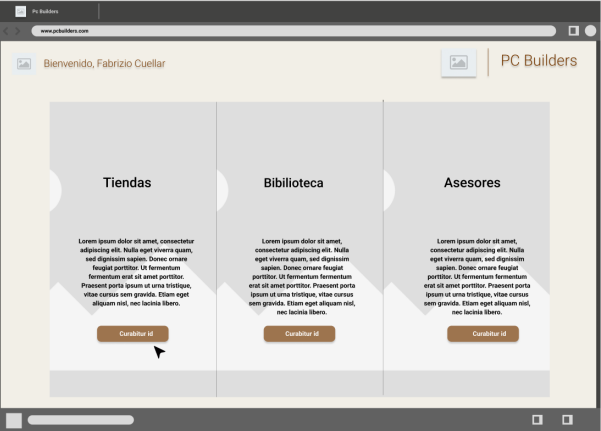 Ps Builders
www.pcbuilders.com
Bienvenido, Fabrizio Cuellar
PC Builders
Tiendas
Lorem ipsum dolor sit amet, consectetur
adipiscing elit. Nulla eget viverra quam,
sed dignissim sapien. Donec ornare
feugiat porttitor. Ut fermentum
fermentum erat sit amet porttitor.
Praesent porta ipsum ut urna tristique,
vitae cursus sem gravida. Etiam eget
aliquam nisl, nec lacinia libero.
Curabitur id
Bibilioteca
Lorem ipsum dolor sit amet,
consectetur adipiscing elit. Nulla
eget viverra quam, sed dignissim
sapien. Donec ornare feugiat
porttitor. Ut fermentum fermentum
erat sit amet porttitor. Praesent porta
ipsum ut urna tristique, vitae cursus
sem gravida. Etiam eget aliquam nisl,
nec lacinia libero.
Curabitur id
Asesores
Lorem ipsum dolor sit amet,
consectetur adipiscing elit. Nulla
eget viverra quam, sed dignissim
sapien. Donec ornare feugiat
porttitor. Ut fermentum fermentum
erat sit amet porttitor. Praesent porta
ipsum ut urna tristique, vitae cursus
sem gravida. Etiam eget aliquam nisl,
nec lacinia libero.
Curabitur id